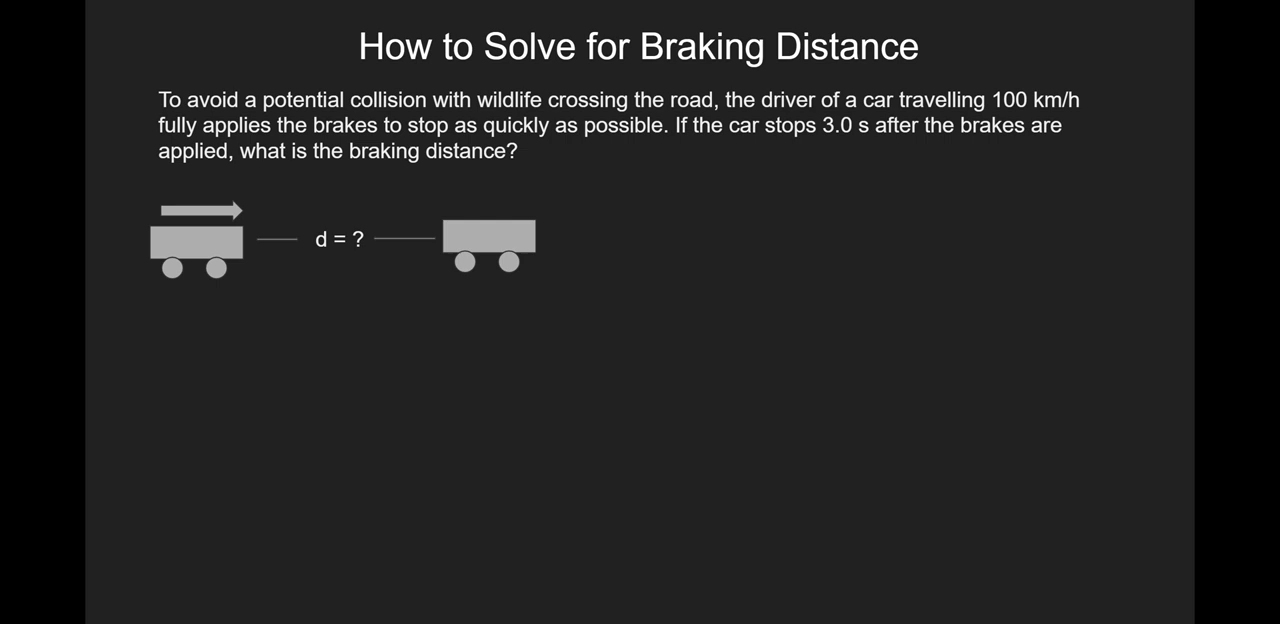 How to Solve for Braking Distance
To avoid a potential collision with wildlife crossing the road, the driver of a car travelling 100 km/h
fully applies the brakes to stop as quickly as possible. If the car stops 3.0 s after the brakes are
applied, what is the braking distance?
d = ?